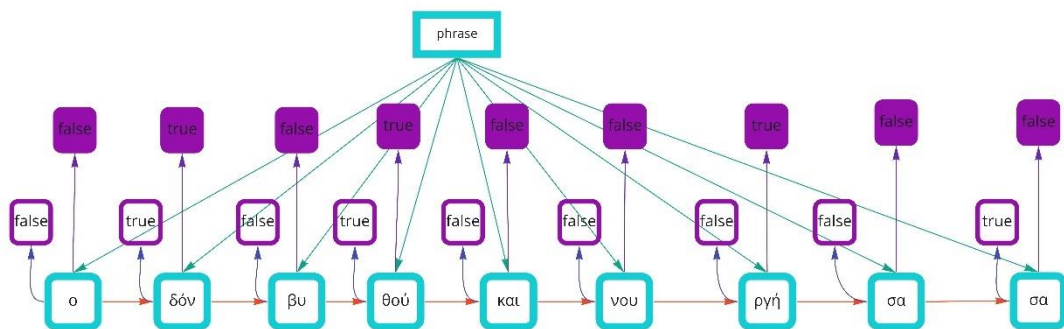 phrase
false true false true false false true false false
false true false true false false false false true
ο δόν βυ θού και νου ργή σα σα